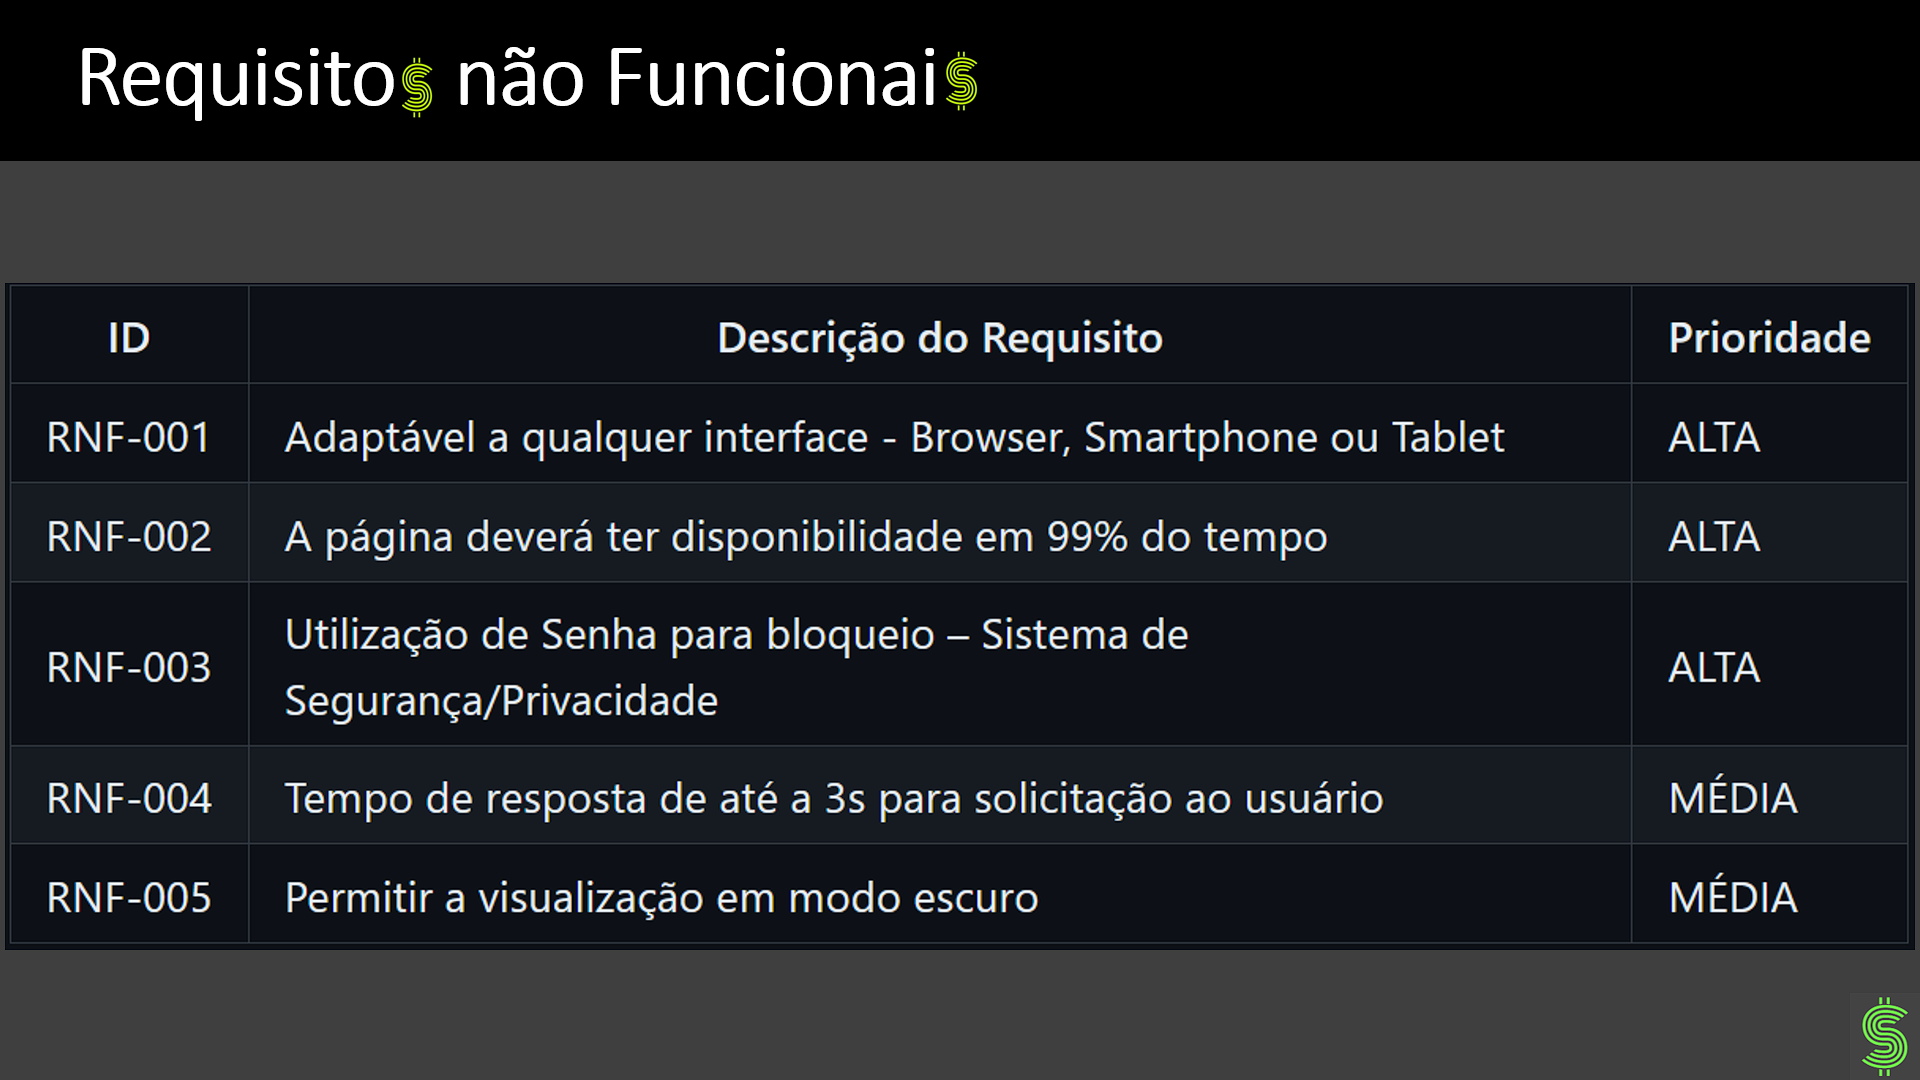 Requisito$ não Funcionai$
ID Descrição do Requisito Prioridade
RNF-001 Adaptável a qualquer interface - Browser, Smartphone ou Tablet ALTA
RNF-002 A página deverá ter disponibilidade em 99% do tempo ALTA
RNF-003 Utilização de Senha para bloqueio – Sistema de
Segurança/Privacidade ALTA
RNF-004 Tempo de resposta de até a 3s para solicitação ao usuário MÉDIA
RNF-005 Permitir a visualização em modo escuro MÉDIA
$